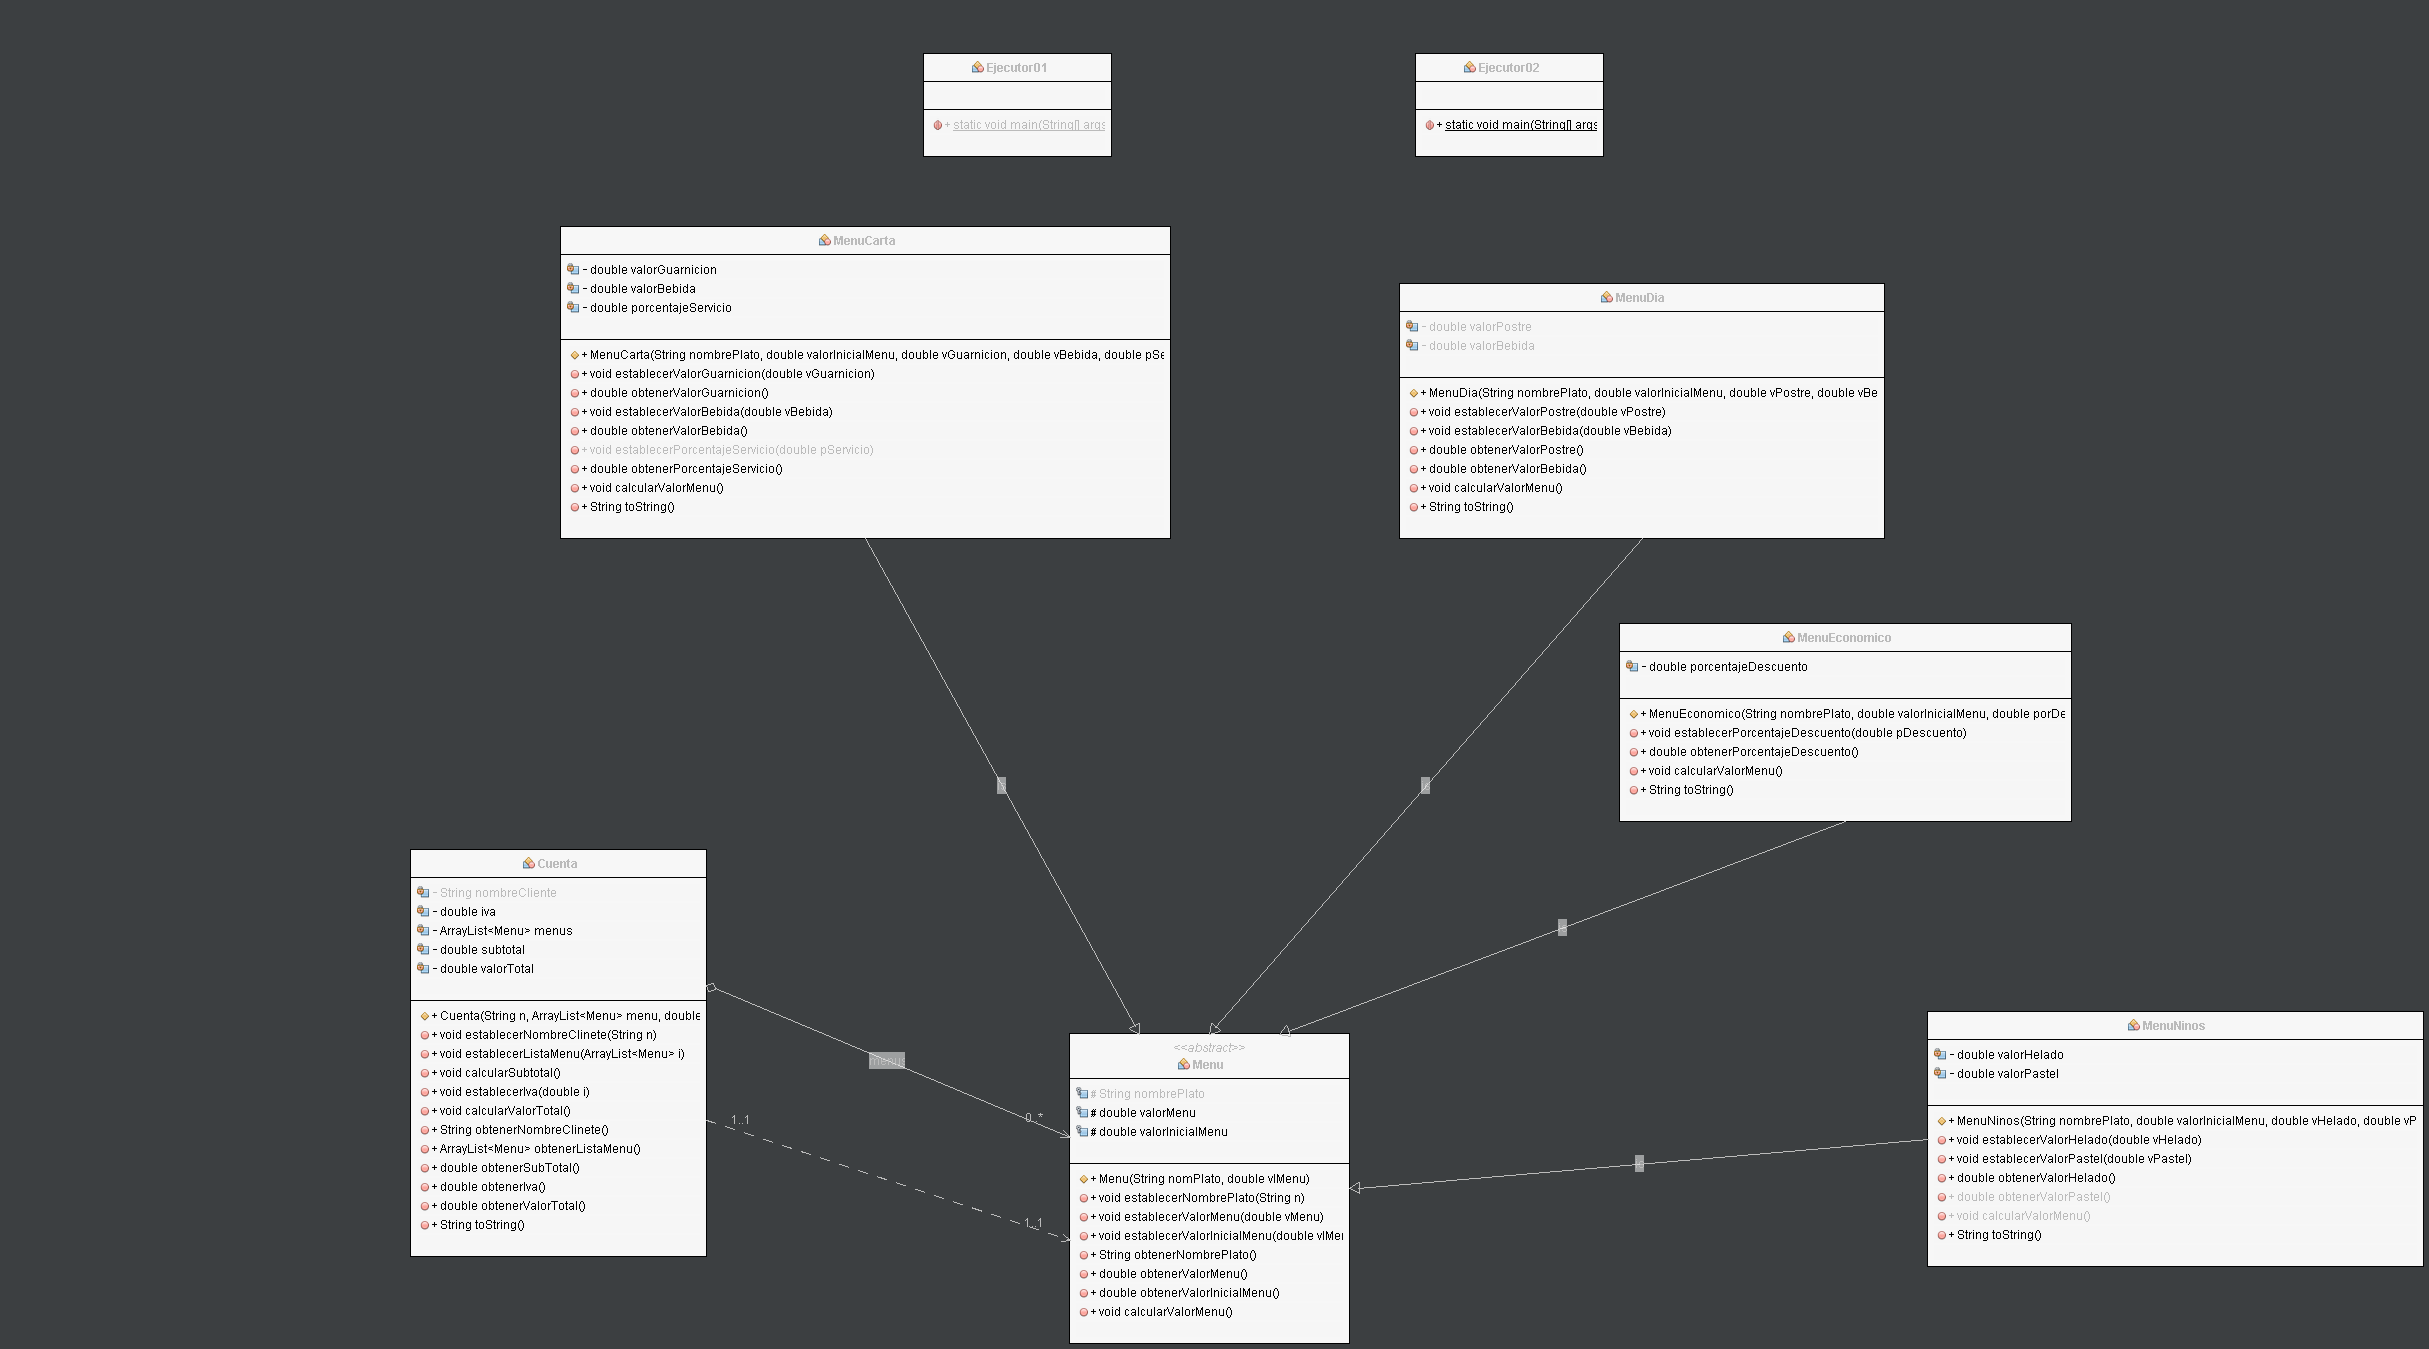 Ejecutor01
+ static void main(String[] args
Ejecutor02
+ static void main(String[] args
MenuCarta
- double valorGuarnicion
- double valorBebida
- double porcentajeServicio
+ MenuCarta(String nombrePlato, double valorInicialMenu, double vGuarnicion, double vBebida, double pSe
+ void establecerValorGuarnicion(double vGuarnicion)
+ double obtenerValorGuarnicion()
+ void establecerValorBebida(double vBebida)
+ double obtenerValorBebida()
+ void establecerPorcentajeServicio(double pServicio)
+ double obtenerPorcentajeServicio()
+ void calcularValorMenu()
+ String toString()
MenuDia
- double valorPostre
- double valorBebida
+ MenuDia(String nombrePlato, double valorInicialMenu, double vPostre, double vBe
+ void establecerValorPostre(double vPostre)
+ void establecerValorBebida(double vBebida)
+ double obtenerValorPostre()
+ double obtenerValorBebida()
+ void calcularValorMenu()
+ String toString()
MenuEconomico
- double porcentajeDescuento
+ MenuEconomico(String nombrePlato, double valorInicialMenu, double porDe
+ void establecerPorcentajeDescuento(double pDescuento)
+ double obtenerPorcentajeDescuento()
+ void calcularValorMenu()
+ String toString()
Cuenta
- String nombreCliente
- double iva
- ArrayList<Menu> menus
- double subtotal
- double valorTotal
+ Cuenta(String n, ArrayList<Menu> menu, double
+ void establecerNombreClinete(String n)
+ void establecerListaMenu(ArrayList<Menu> i)
+ void calcularSubtotal()
+ void establecerIva(double i)
+ void calcularValorTotal()
+ String obtenerNombreClinete()
+ ArrayList<Menu> obtenerListaMenu()
+ double obtenerSubTotal()
+ double obtenerIva()
+ double obtenerValorTotal()
+ String toString()
0..*
1..1
1..1
<<abstract>>
Menu
# String nombrePlato
# double valorMenu
# double valorInicialMenu
+ Menu(String nomPlato, double vIMenu)
+ void establecerNombrePlato(String n)
+ void establecerValorMenu(double vMenu)
+ void establecerValorInicialMenu(double vIMe
+ String obtenerNombrePlato()
+ double obtenerValorMenu()
+ double obtenerValorInicialMenu()
+ void calcularValorMenu()
MenuNinos
- double valorHelado
- double valorPastel
+ MenuNinos(String nombrePlato, double valorInicialMenu, double vHelado, double vP
+ void establecerValorHelado(double vHelado)
+ void establecerValorPastel(double vPastel)
+ double obtenerValorHelado()
+ double obtenerValorPastel()
+ void calcularValorMenu()
+ String toString()